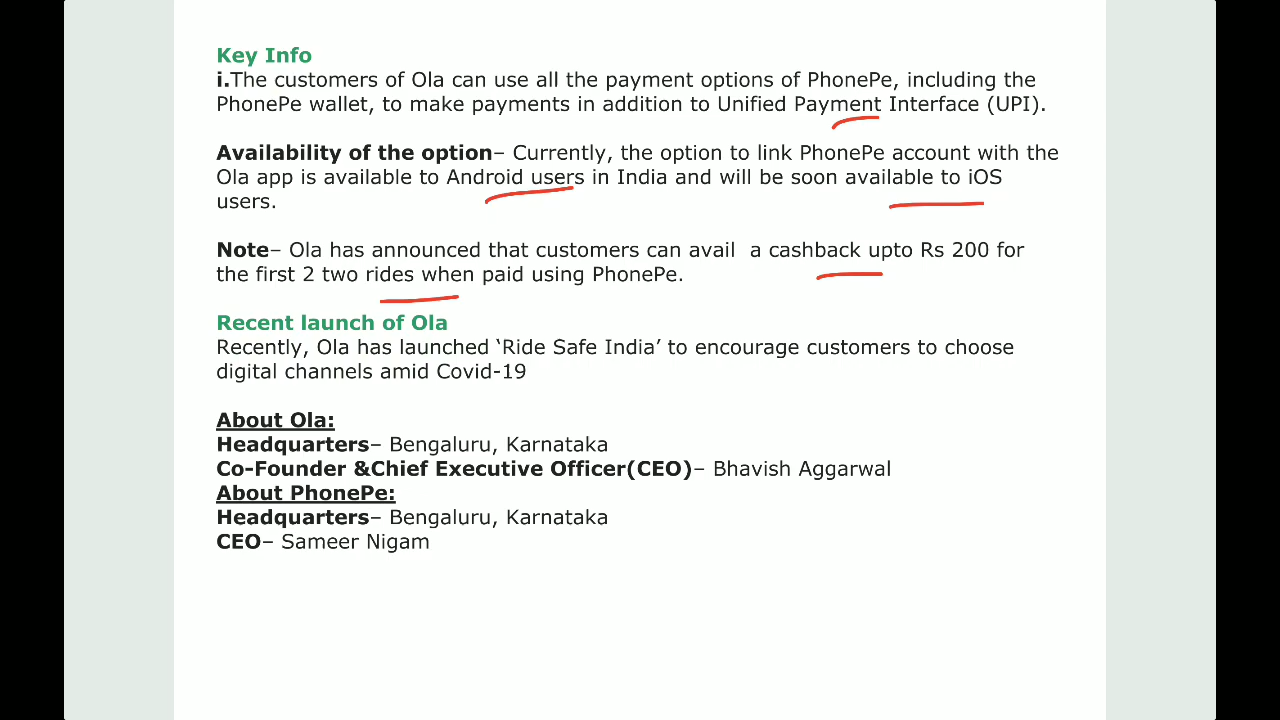 Key Info
i.The customers of Ola can use all the payment options of PhonePe, including the
PhonePe wallet, to make payments in addition to Unified Payment Interface (UPI).
Availability of the option– Currently, the option to link PhonePe account with the
Ola app is available to Android users in India and will be soon available to iOS
users.
Note– Ola has announced that customers can avail  a cashback upto Rs 200 for
the first 2 two rides when paid using PhonePe.
Recent launch of Ola
Recently, Ola has launched ‘Ride Safe India’ to encourage customers to choose
digital channels amid Covid-19
About Ola:
Headquarters– Bengaluru, Karnataka
Co-Founder &Chief Executive Officer(CEO)– Bhavish Aggarwal
About PhonePe:
Headquarters– Bengaluru, Karnataka
CEO– Sameer Nigam